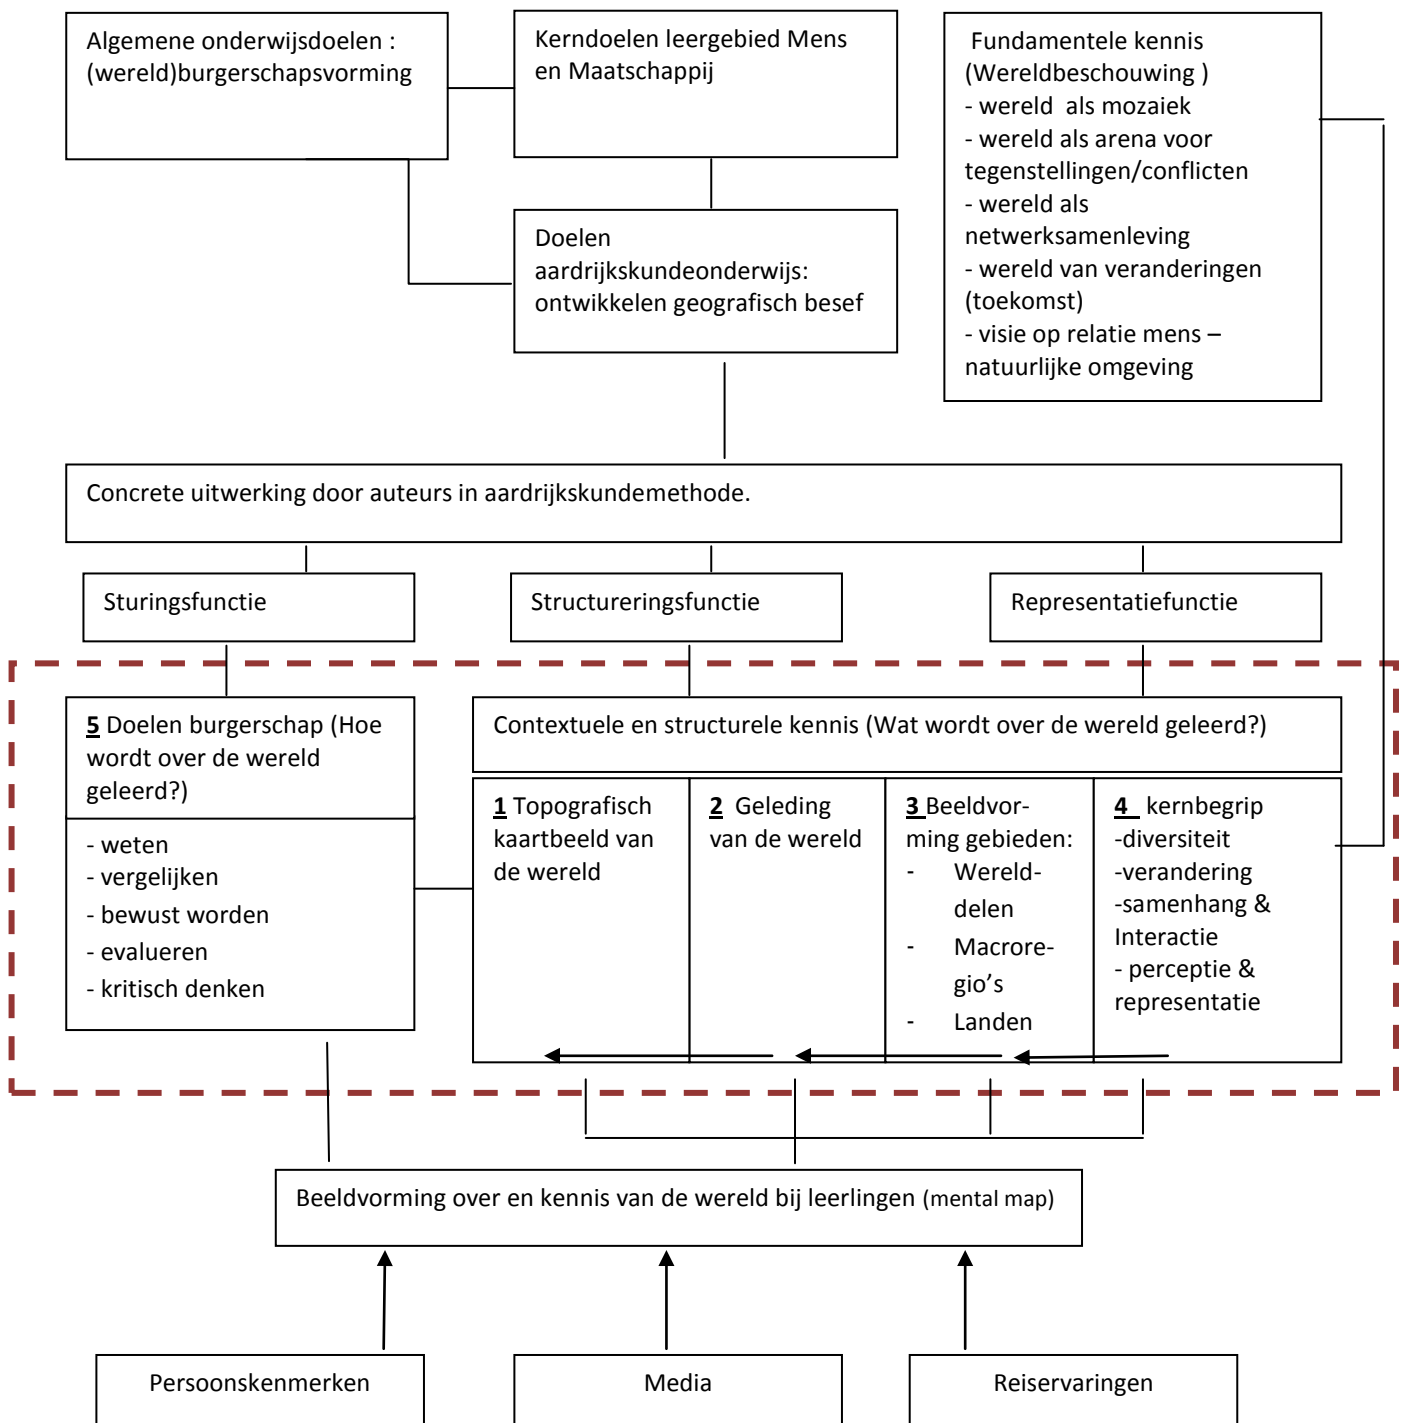 Algemene onderwijsdoelen :
(wereld)burgerschapsvorming
Kerndoelen leergebied Mens
en Maatschappij
Fundamentele kennis
(Wereldbeschouwing )
- wereld als mozaiek
- wereld als arena voor
tegenstellingen/conflicten
- wereld als
netwerksamenleving
- wereld van veranderingen
(toekomst)
- visie op relatie mens –
natuurlijke omgeving
Doelen
aardrijkskundeonderwijs:
ontwikkelen geografisch besef
Concrete uitwerking door auteurs in aardrijkskundemethode.
Sturingsfunctie
Structureringsfunctie
Representatiefunctie
5 Doelen burgerschap (Hoe
wordt over de wereld
geleerd?)
- weten
- vergelijken
- bewust worden
- evalueren
- kritisch denken
Contextuele en structurele kennis (Wat wordt over de wereld geleerd?)
1 Topografisch
kaartbeeld van
de wereld
2 Geleding
van de wereld
3 Beeldvor-
ming gebieden:
- Wereld-
delen
- Macrore-
gio’s
- Landen
4 kernbegrip
-diversiteit
-verandering
-samenhang &
Interactie
- perceptie &
representatie
Beeldvorming over en kennis van de wereld bij leerlingen (mental map)
Persoonskenmerken
Media
Reiservaringen